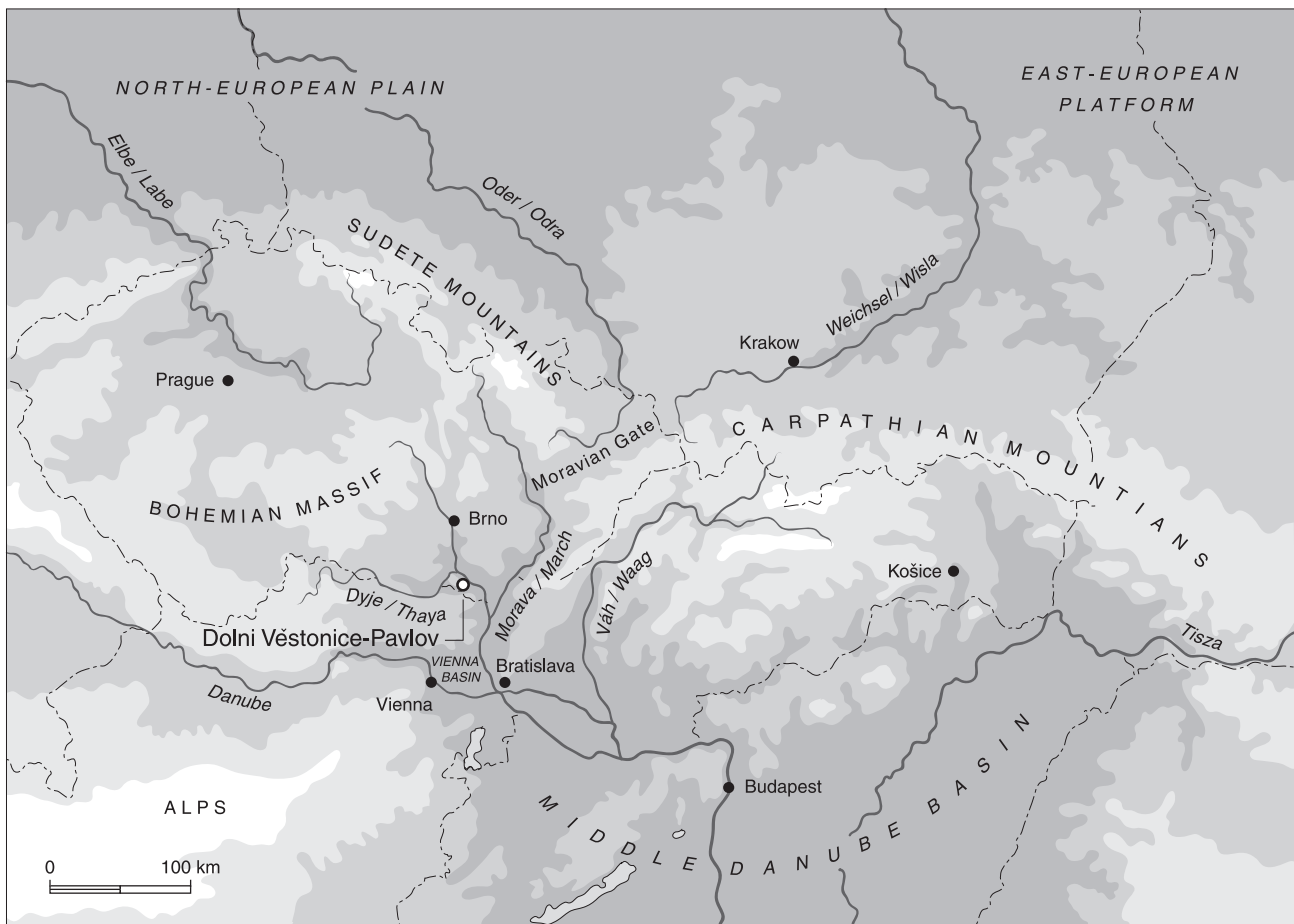 NORTH-EUROPEAN PLAIN
EAST-EUROPEAN
PLATFORM
Elbe / Labe
Oder / Odra
SUDETE MOUNTAINS
Weichsel / Wisla
Krakow
Prague
CARPATHIAN MOUNTIANS
Moravian Gate
BOHEMIAN MASSIF
Brno
Morava / March
Váh / Waag
Košice
Dyje / Thaya
Dolni Věstonice-Pavlov
Tisza
VIENNA
BASIN
Bratislava
Danube
Vienna
MIDDLE DANUBE BASIN
Budapest
ALPS
0 100 km